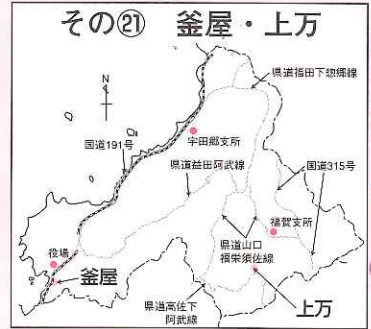 その㉑ 釜屋・上万
県道福田下惣郷線
N
宇田郷支所
国道191号
県道益田阿武線
国道315号
福賀支所
役場
県道山口
福栄須佐線
釜屋
上万
県道高佐下
阿武線